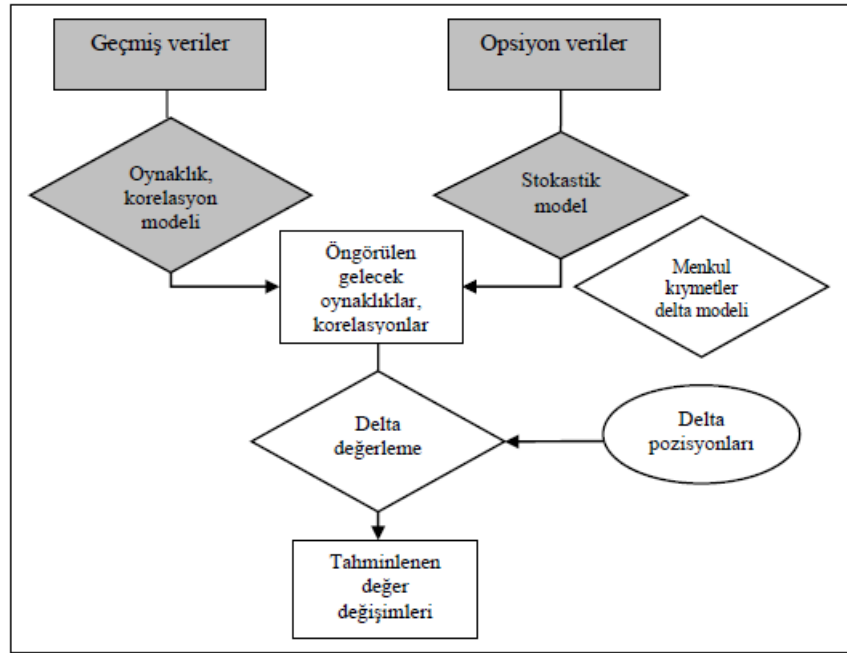 Geçmiş veriler
Opsiyon veriler
Oynaklık,
korelasyon
modeli
Stokastik
model
Öngörülen
gelecek
oynaklıklar,
korelasyonlar
Menkul
kıymetler
delta modeli
Delta
değerleme
Delta
pozisyonları
Tahminlenen
değer
değişimleri